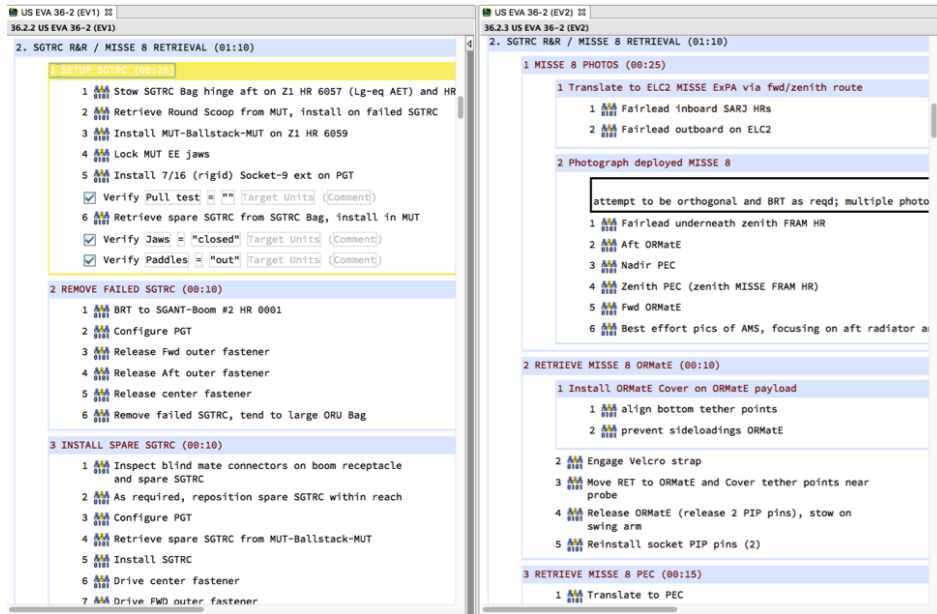 US EVA 36-2 (EV1)
36.2.2 US EVA 36-2 (EV1)
2. SGTRC R&R / MISSE 8 RETRIEVAL (01:10)
1 SETUP SGTRC (00:20)
1 Stow SGTRC Bag hinge aft on Z1 HR 6057 (Lg-eq AET) and HR
2 Retrieve Round Scoop from MUT, install on failed SGTRC
3 Install MUT-Ballstack-MUT on Z1 HR 6059
4 Lock MUT EE jaws
5 Install 7/16 (rigid) Socket-9 ext on PGT
Verify Pull test = "" Target Units (Comment)
6 Retrieve spare SGTRC from SGTRC Bag, install in MUT
Verify Jaws = "closed" Target Units (Comment)
Verify Paddles = "out" Target Units (Comment)
2 REMOVE FAILED SGTRC (00:10)
1 BRT to SGANT-Boom #2 HR 0001
2 Configure PGT
3 Release Fwd outer fastener
4 Release Aft outer fastener
5 Release center fastener
6 Remove failed SGTRC, tend to large ORU Bag
3 INSTALL SPARE SGTRC (00:10)
1 Inspect blind mate connectors on boom receptacle
and spare SGTRC
2 As required, reposition spare SGTRC within reach
3 Configure PGT
4 Retrieve spare SGTRC from MUT-Ballstack-MUT
5 Install SGTRC
6 Drive center fastener
7 Drive FWD outer fastener
US EVA 36-2 (EV2)
36.2.3 US EVA 36-2 (EV2)
2. SGTRC R&R / MISSE 8 RETRIEVAL (01:10)
1 MISSE 8 PHOTOS (00:25)
1 Translate to ELC2 MISSE ExPA via fwd/zenith route
1 Fairlead inboard SARJ HRs
2 Fairlead outboard on ELC2
2 Photograph deployed MISSE 8
attempt to be orthogonal and BRT as reqd; multiple photo
1 Fairlead underneath zenith FRAM HR
2 Aft ORMatE
3 Nadir PEC
4 Zenith PEC (zenith MISSE FRAM HR)
5 Fwd ORMatE
6 Best effort pics of AMS, focusing on aft radiator a
2 RETRIEVE MISSE 8 ORMatE (00:10)
1 Install ORMatE Cover on ORMatE payload
1 align bottom tether points
2 prevent sideloadings ORMatE
2 Engage Velcro strap
3 Move RET to ORMatE and Cover tether points near
probe
4 Release ORMatE (release 2 PIP pins), stow on
swing arm
5 Reinstall socket PIP pins (2)
3 RETRIEVE MISSE 8 PEC (00:15)
1 Translate to PEC